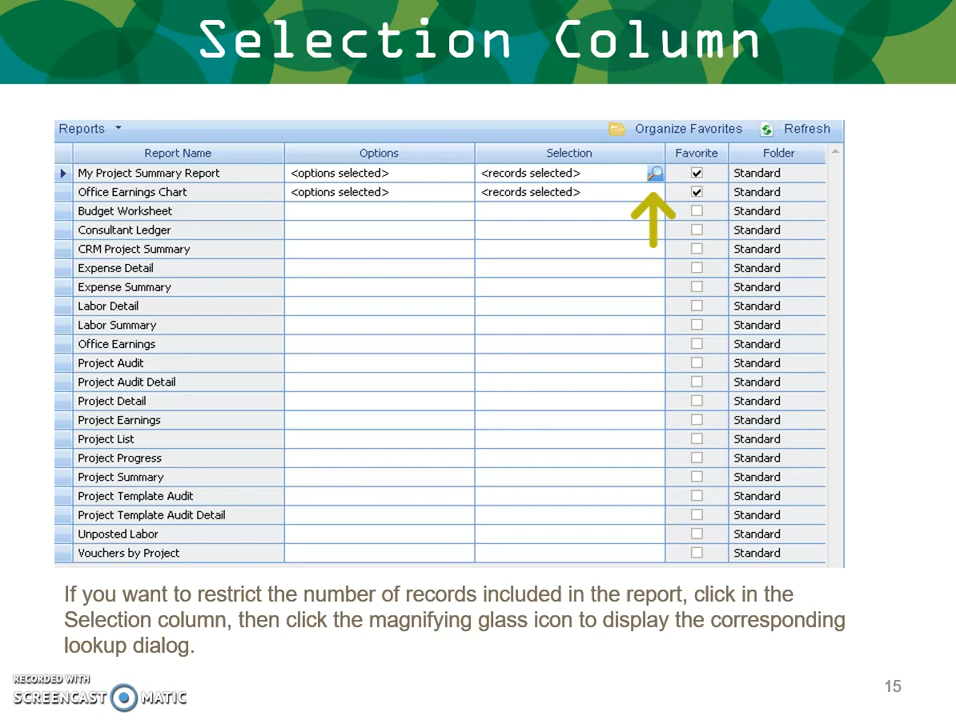 Selection Column
Reports
Organize Favorites
Refresh
Report Name Options Selection Favorite Folder
My Project Summary Report <options selected> <records selected> Standard
Office Earnings Chart <options selected> <records selected> Standard
Budget Worksheet Standard
Consultant Ledger Standard
CRM Project Summary Standard
Expense Detail Standard
Expense Summary Standard
Labor Detail Standard
Labor Summary Standard
Office Earnings Standard
Project Audit Standard
Project Audit Detail Standard
Project Detail Standard
Project Earnings Standard
Project List Standard
Project Progress Standard
Project Summary Standard
Project Template Audit Standard
Project Template Audit Detail Standard
Unposted Labor Standard
Vouchers by Project Standard
If you want to restrict the number of records included in the report, click in the
Selection column, then click the magnifying glass icon to display the corresponding
lookup dialog.
RECORDED WITH
SCREENCAST MATIC
15